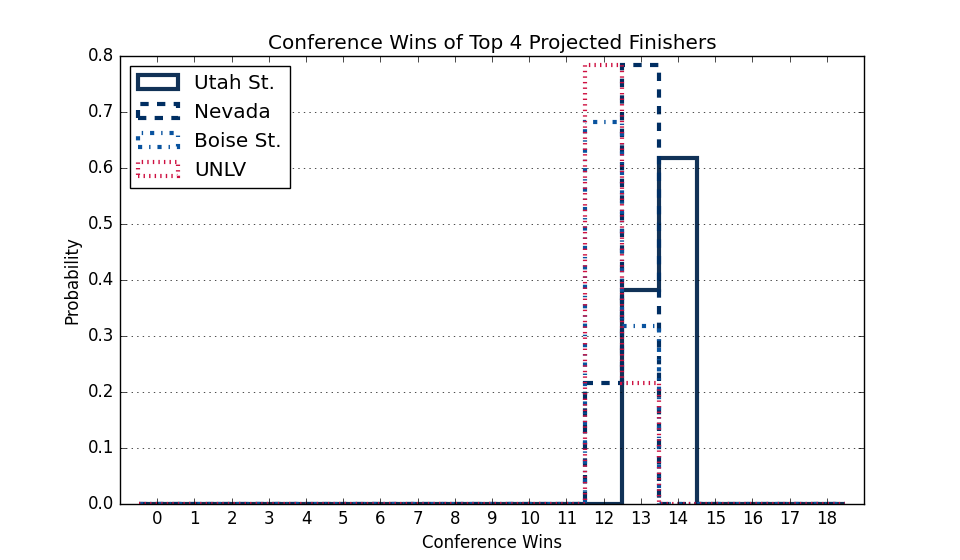 Conference Wins of Top 4 Projected Finishers
Utah St.
Nevada
Boise St.
UNLV
0.8
0.7
0.6
0.5
0.4
0.3
0.2
0.1
0.0
Probability
0 1 2 3 4 5 6 7 8 9 10 11 12 13 14 15 16 17 18
Conference Wins